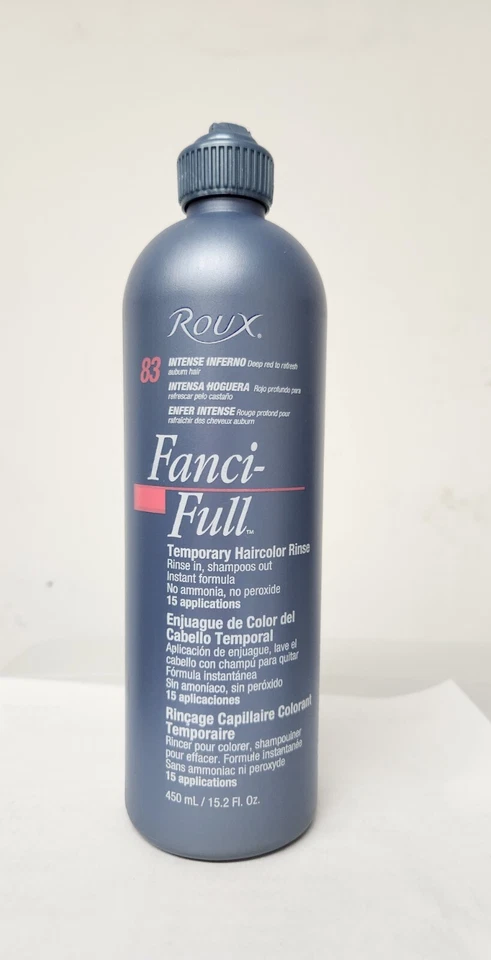 ROUX®
83
INTENSE INFERNO Deep red to refresh
auburn hair
INTENSA HOGUERA Rojo profundo para
refrescar pelo castaño
ENFER INTENSE Rouge profond pour
rafraîchir des cheveux auburn
Fanci-
Full™
Temporary Haircolor Rinse
Rinse in, shampoos out
Instant formula
No ammonia, no peroxide
15 applications
Enjuague de Color del
Cabello Temporal
Aplicación de enjuague, lave el
cabello con champú para quitar
Fórmula instantánea
Sin amoníaco, sin peróxido
15 aplicaciones
Rinçage Capillaire Colorant
Temporaire
Rincer pour colorer, shampouiner
pour effacer. Formule instantanée
Sans ammoniac ni peroxyde
15 applications
450 mL / 15.2 Fl. Oz.